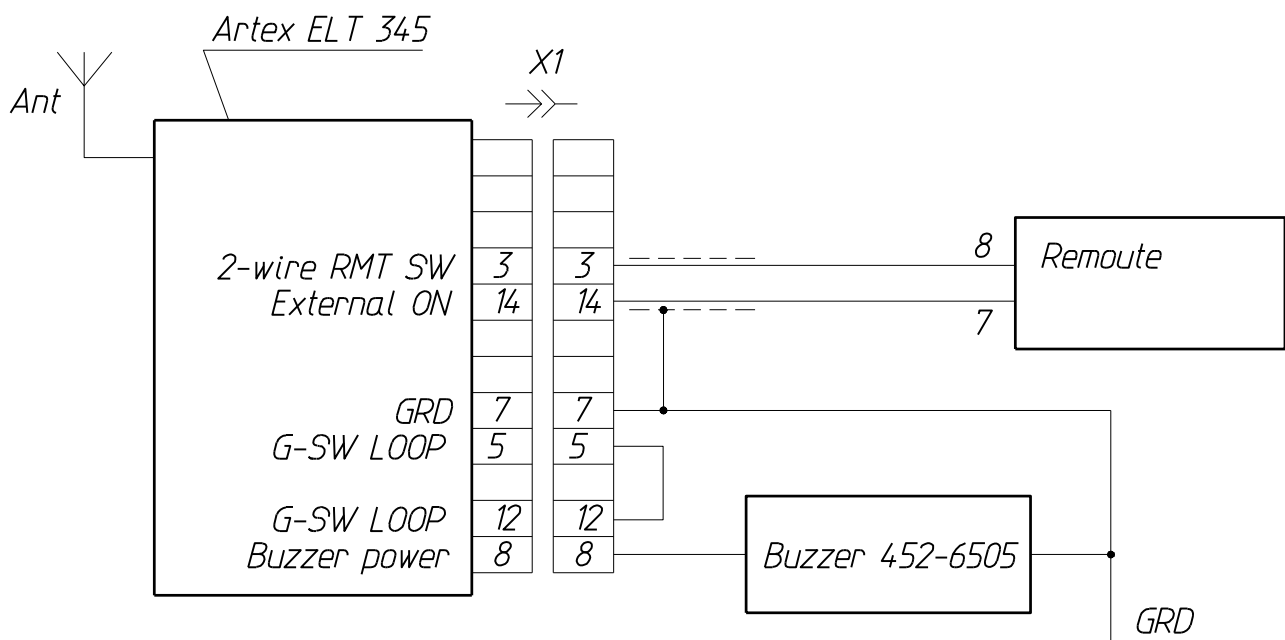 Artex ELT 345
X1
Ant
2-wire RMT SW 3 3 8 Remoute
External ON 14 14 7
GRD 7 7
G-SW LOOP 5 5
G-SW LOOP 12 12
Buzzer power 8 8 Buzzer 452-6505
GRD